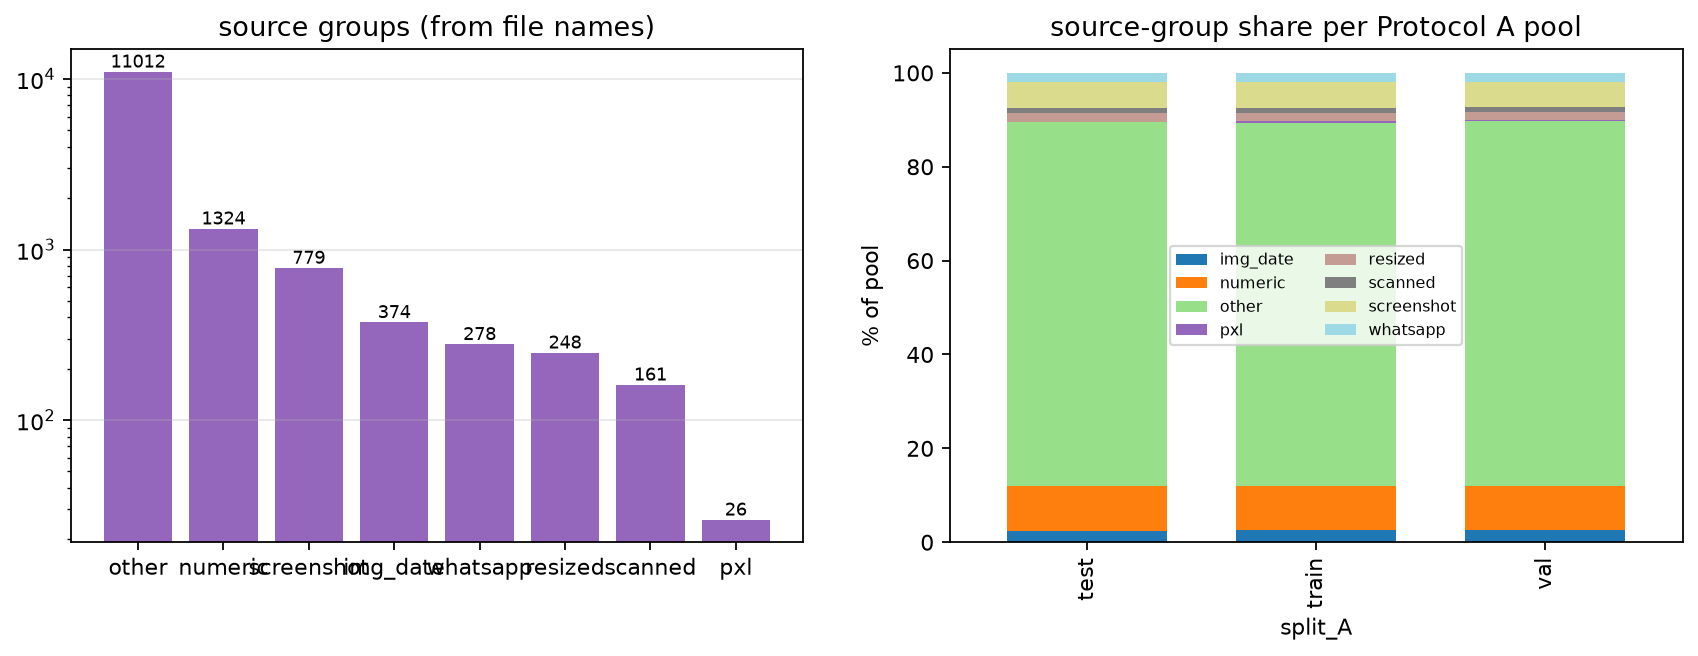 source groups (from file names)
10⁴
10³
10²
11012
1324
779
374
278
248
161
26
other
numeric
screenshot
img_date
whatsapp
resized
scanned
pxl
source-group share per Protocol A pool
% of pool
100
80
60
40
20
0
img_date
numeric
other
pxl
resized
scanned
screenshot
whatsapp
test
train
val
split_A